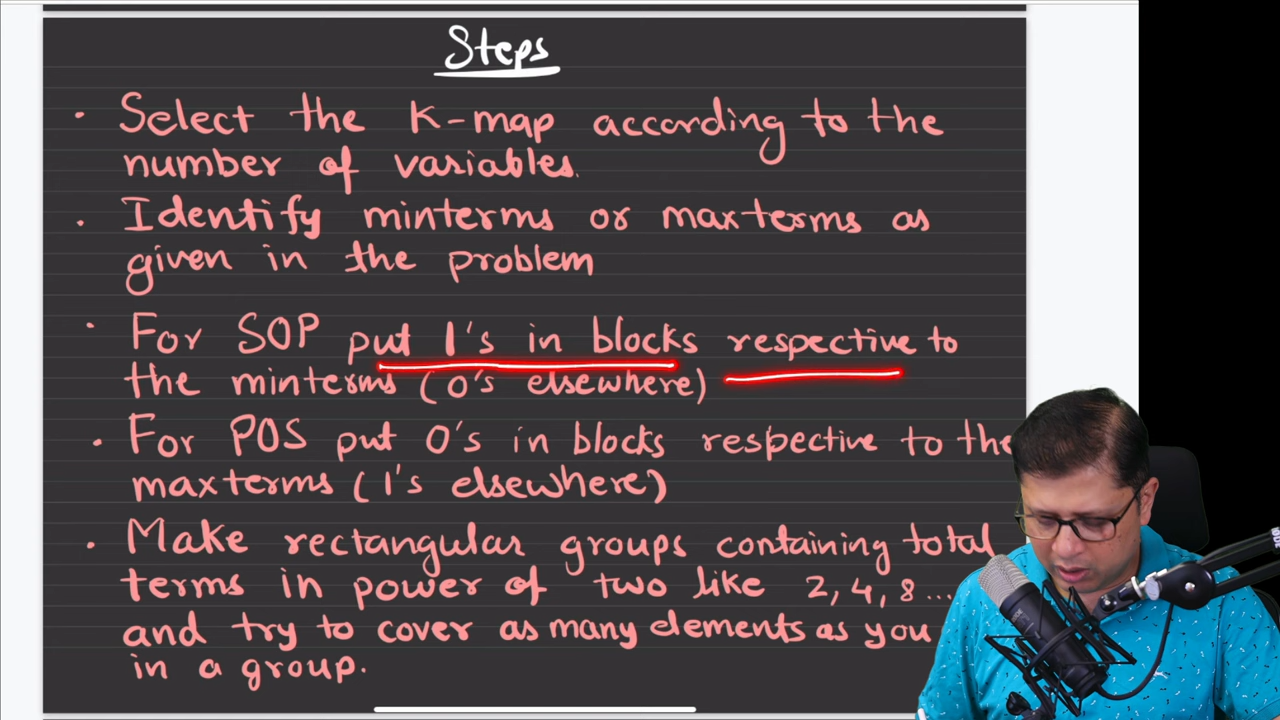 Steps
• Select the K-map according to the
number of variables.
• Identify minterms or maxterms as
given in the problem
• For SOP put 1's in blocks respective to
the minterms (0's elsewhere)
• For POS put 0's in blocks respective to the
maxterms (1's elsewhere)
• Make rectangular groups containing total
terms in power of two like 2, 4, 8 ...
and try to cover as many elements as you
in a group.